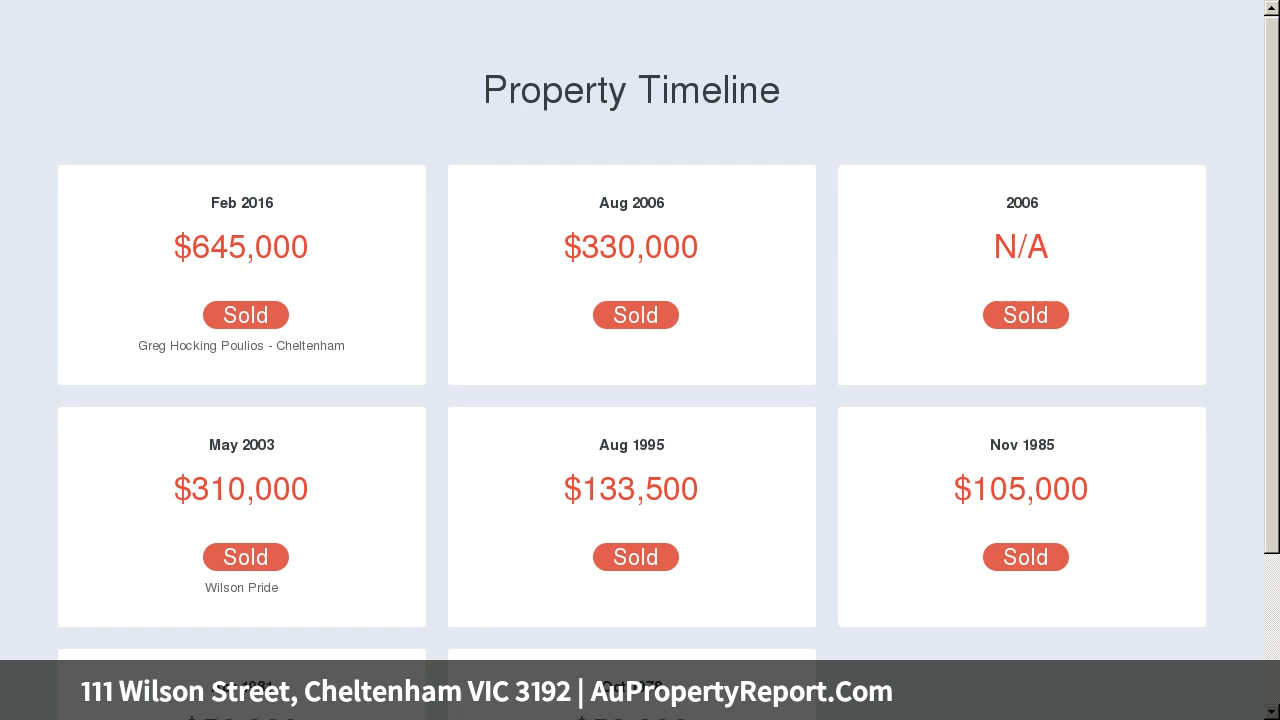 Property Timeline
Feb 2016
$645,000
Sold
Greg Hocking Poulios - Cheltenham
Aug 2006
$330,000
Sold
2006
N/A
Sold
May 2003
$310,000
Sold
Wilson Pride
Aug 1995
$133,500
Sold
Nov 1985
$105,000
Sold
111 Wilson Street, Cheltenham VIC 3192 | AuPropertyReport.Com